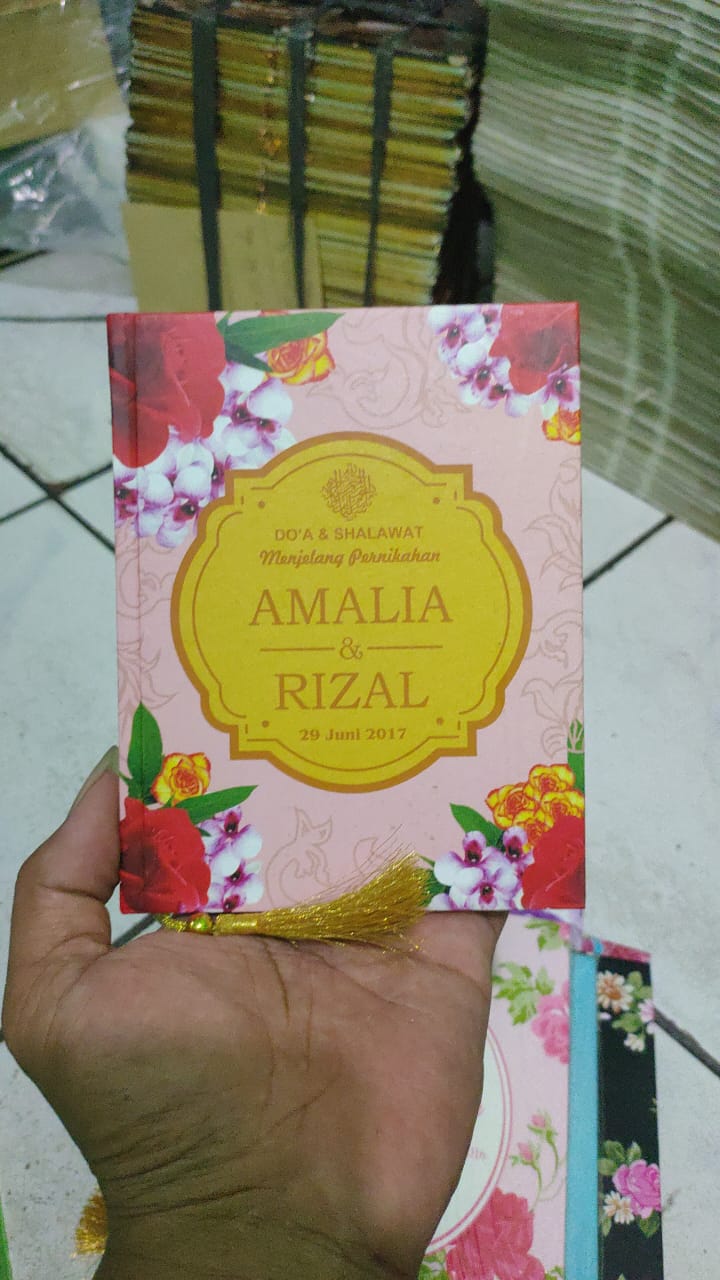 DO'A & SHALAWAT
Menjelang Pernikahan
AMALIA
&
RIZAL
29 Juni 2017